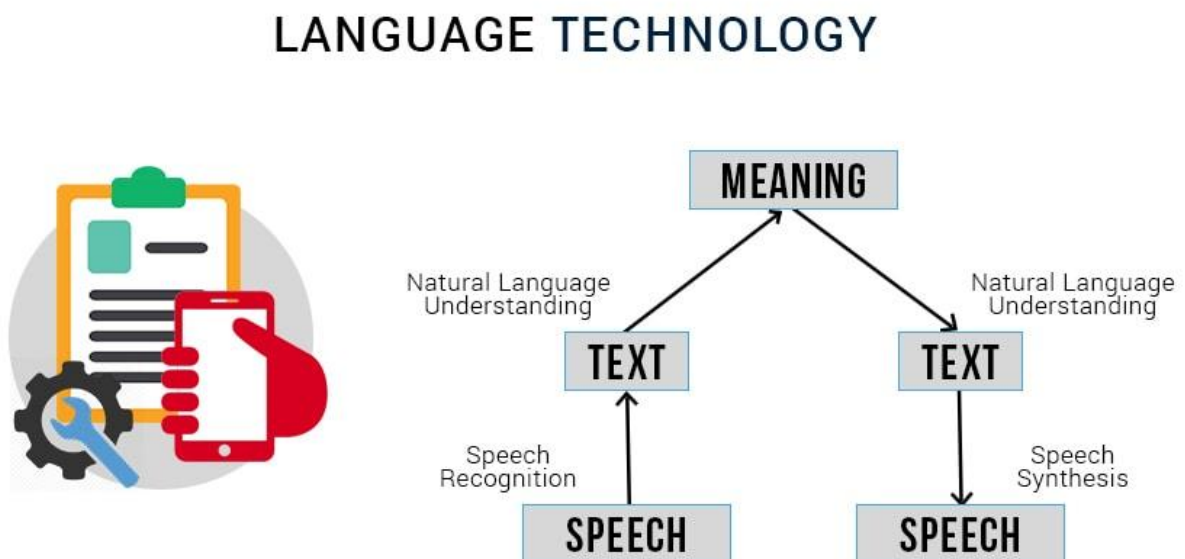 LANGUAGE TECHNOLOGY
MEANING
Natural Language
Understanding
Natural Language
Understanding
TEXT
TEXT
Speech
Recognition
Speech
Synthesis
SPEECH
SPEECH